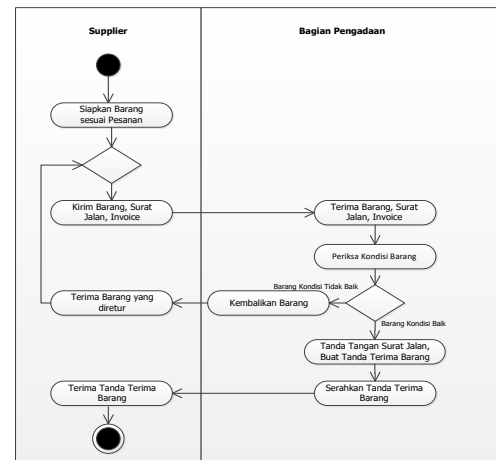 Supplier
Bagian Pengadaan
Siapkan Barang
sesuai Pesanan
Kirim Barang, Surat
Jalan, Invoice
Terima Barang, Surat
Jalan, Invoice
Periksa Kondisi Barang
Barang Kondisi Tidak Baik
Terima Barang yang
diretur
Kembalikan Barang
Barang Kondisi Baik
Tanda Tangan Surat Jalan,
Buat Tanda Terima Barang
Terima Tanda Terima
Barang
Serahkan Tanda Terima
Barang